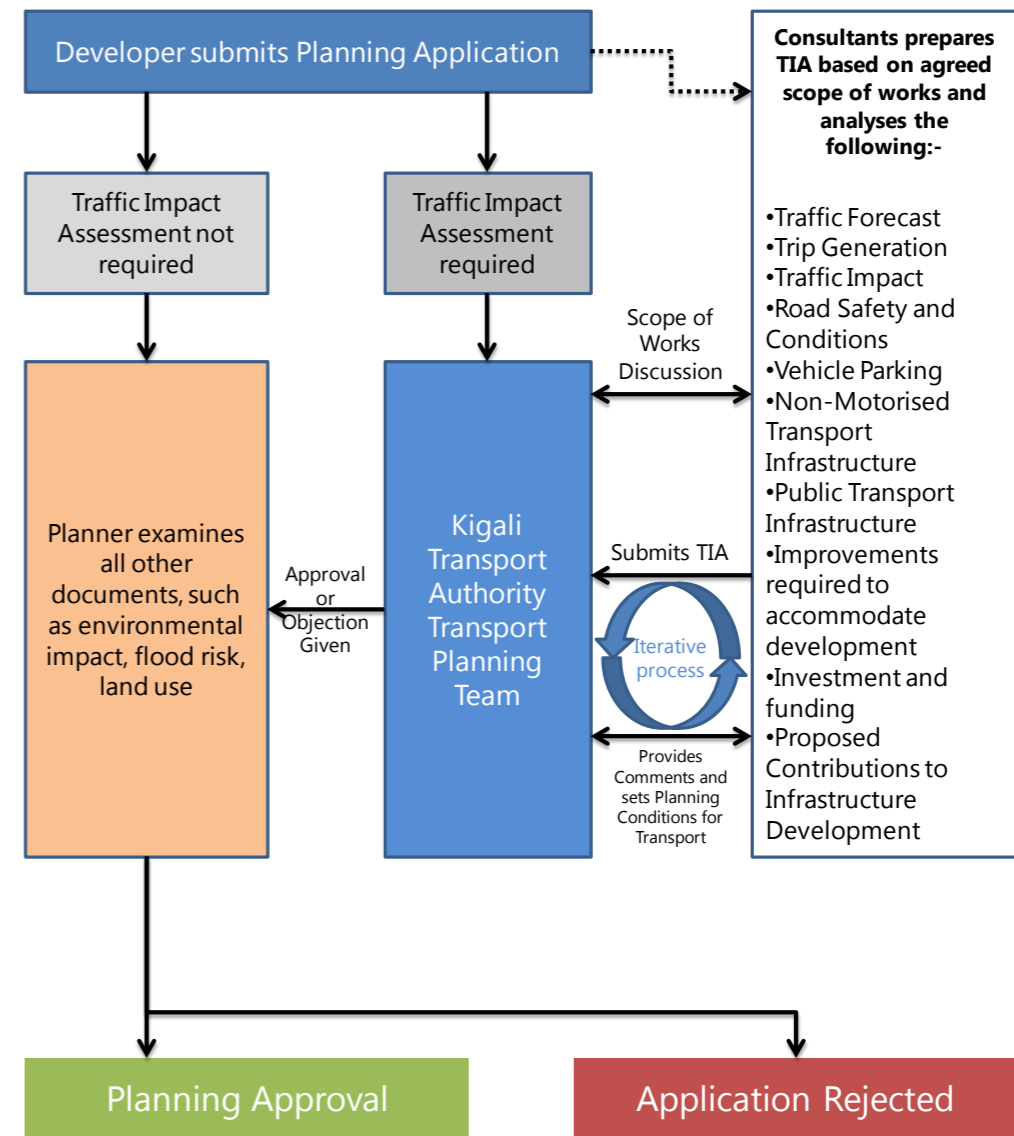 Developer submits Planning Application
Consultants prepares
TIA based on agreed
scope of works and
analyses the
following:-
Traffic Impact
Assessment not
required
Traffic Impact
Assessment
required
•Traffic Forecast
•Trip Generation
•Traffic Impact
•Road Safety and
Conditions
•Vehicle Parking
•Non-Motorised
Transport
Infrastructure
•Public Transport
Infrastructure
•Improvements
required to
accommodate
development
•Investment and
funding
•Proposed
Contributions to
Infrastructure
Development
Scope of
Works
Discussion
Planner examines
all other
documents, such
as environmental
impact, flood risk,
land use
Approval
or
Objection
Given
Kigali
Transport
Authority
Transport
Planning
Team
Submits TIA
Iterative
process
Provides
Comments and
sets Planning
Conditions for
Transport
Planning Approval
Application Rejected